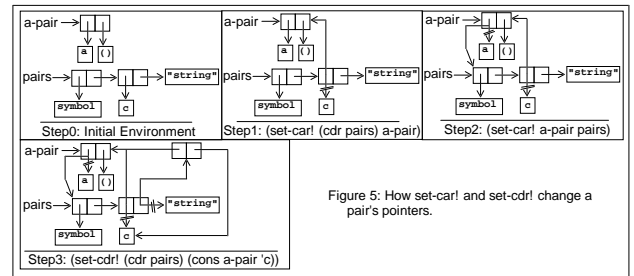 a-pair
a
()
pairs
"string"
symbol
c
Step0: Initial Environment
a-pair
a
()
pairs
"string"
symbol
c
Step1: (set-car! (cdr pairs) a-pair)
a-pair
a
()
pairs
"string"
symbol
c
Step2: (set-car! a-pair pairs)
a-pair
a
()
pairs
"string"
symbol
c
Step3: (set-cdr! (cdr pairs) (cons a-pair 'c))
Figure 5: How set-car! and set-cdr! change a
pair's pointers.